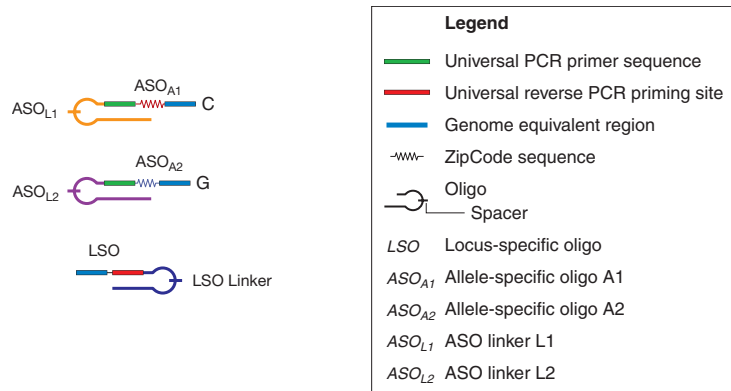 ASO_A1
C
ASO_L1
ASO_A2
G
ASO_L2
LSO
LSO Linker
Legend
Universal PCR primer sequence
Universal reverse PCR priming site
Genome equivalent region
ZipCode sequence
Oligo
Spacer
LSO Locus-specific oligo
ASO_A1 Allele-specific oligo A1
ASO_A2 Allele-specific oligo A2
ASO_L1 ASO linker L1
ASO_L2 ASO linker L2